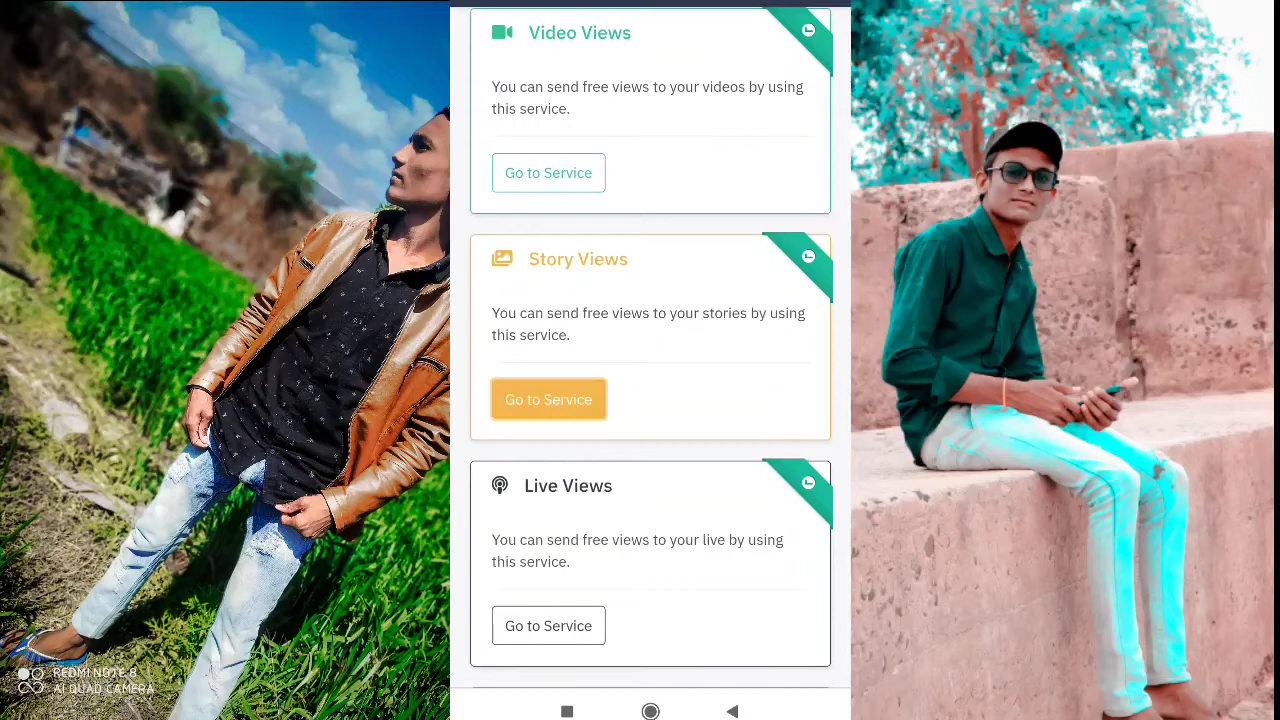 Video Views
You can send free views to your videos by using
this service.
Go to Service
Story Views
You can send free views to your stories by using
this service.
Go to Service
Live Views
You can send free views to your live by using
this service.
Go to Service
REDMI NOTE 8
AI QUAD CAMERA